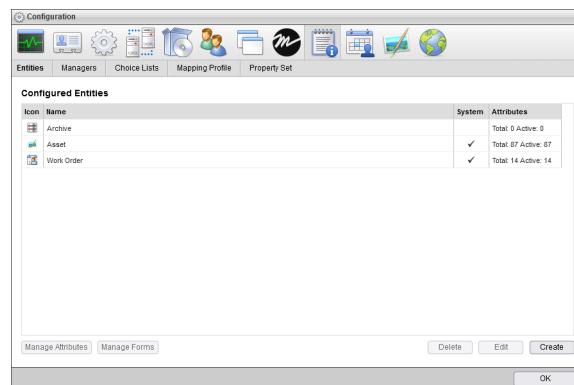 Configuration
Entities Managers Choice Lists Mapping Profile Property Set
Configured Entities
Icon Name System Attributes
Archive Total: 0 Active: 0
Asset ✓ Total: 87 Active: 87
Work Order ✓ Total: 14 Active: 14
Manage Attributes Manage Forms Delete Edit Create
OK